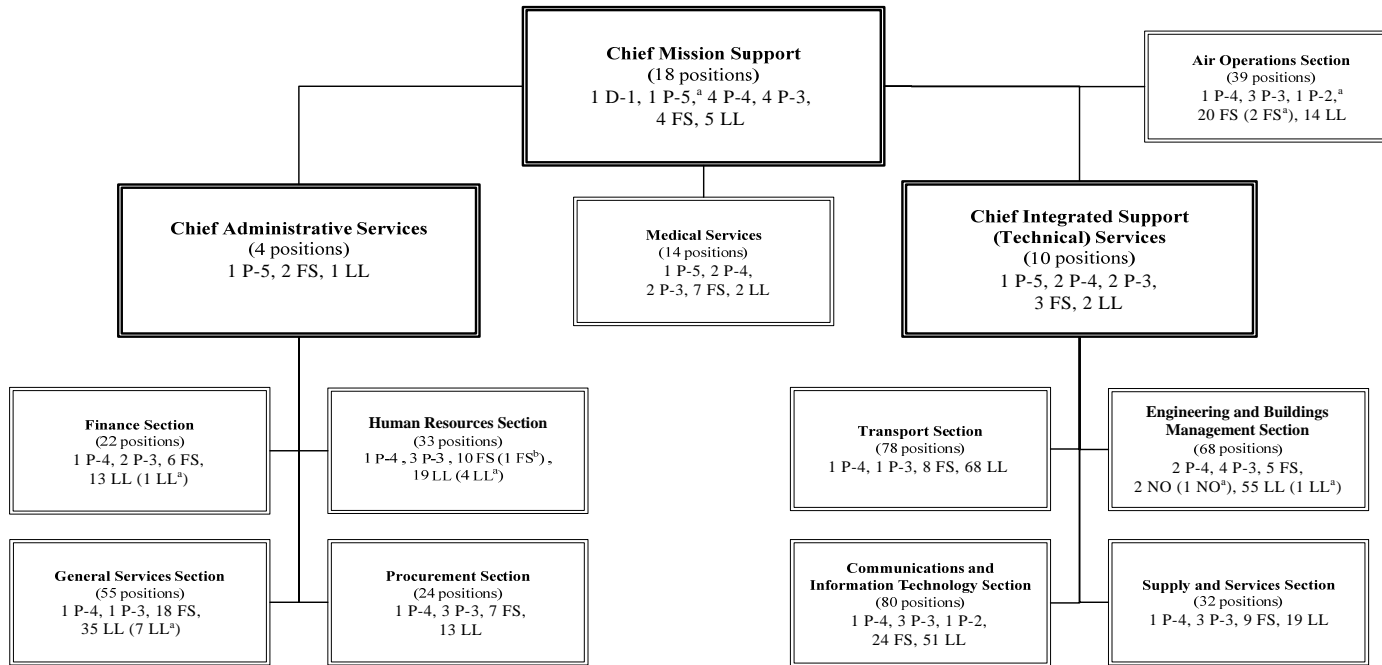 Chief Mission Support
(18 positions)
1 D-1, 1 P-5,ᵃ 4 P-4, 4 P-3,
4 FS, 5 LL
Air Operations Section
(39 positions)
1 P-4, 3 P-3, 1 P-2,ᵃ
20 FS (2 FSᵃ), 14 LL
Chief Administrative Services
(4 positions)
1 P-5, 2 FS, 1 LL
Medical Services
(14 positions)
1 P-5, 2 P-4,
2 P-3, 7 FS, 2 LL
Chief Integrated Support
(Technical) Services
(10 positions)
1 P-5, 2 P-4, 2 P-3,
3 FS, 2 LL
Finance Section
(22 positions)
1 P-4, 2 P-3, 6 FS,
13 LL (1 LLᵃ)
Human Resources Section
(33 positions)
1 P-4 , 3 P-3 , 10 FS (1 FSᵇ) ,
19 LL (4 LLᵃ)
Transport Section
(78 positions)
1 P-4, 1 P-3, 8 FS, 68 LL
Engineering and Buildings
Management Section
(68 positions)
2 P-4, 4 P-3, 5 FS,
2 NO (1 NOᵃ), 55 LL (1 LLᵃ)
General Services Section
(55 positions)
1 P-4, 1 P-3, 18 FS,
35 LL (7 LLᵃ)
Procurement Section
(24 positions)
1 P-4, 3 P-3, 7 FS,
13 LL
Communications and
Information Technology Section
(80 positions)
1 P-4, 3 P-3, 1 P-2,
24 FS, 51 LL
Supply and Services Section
(32 positions)
1 P-4, 3 P-3, 9 FS, 19 LL